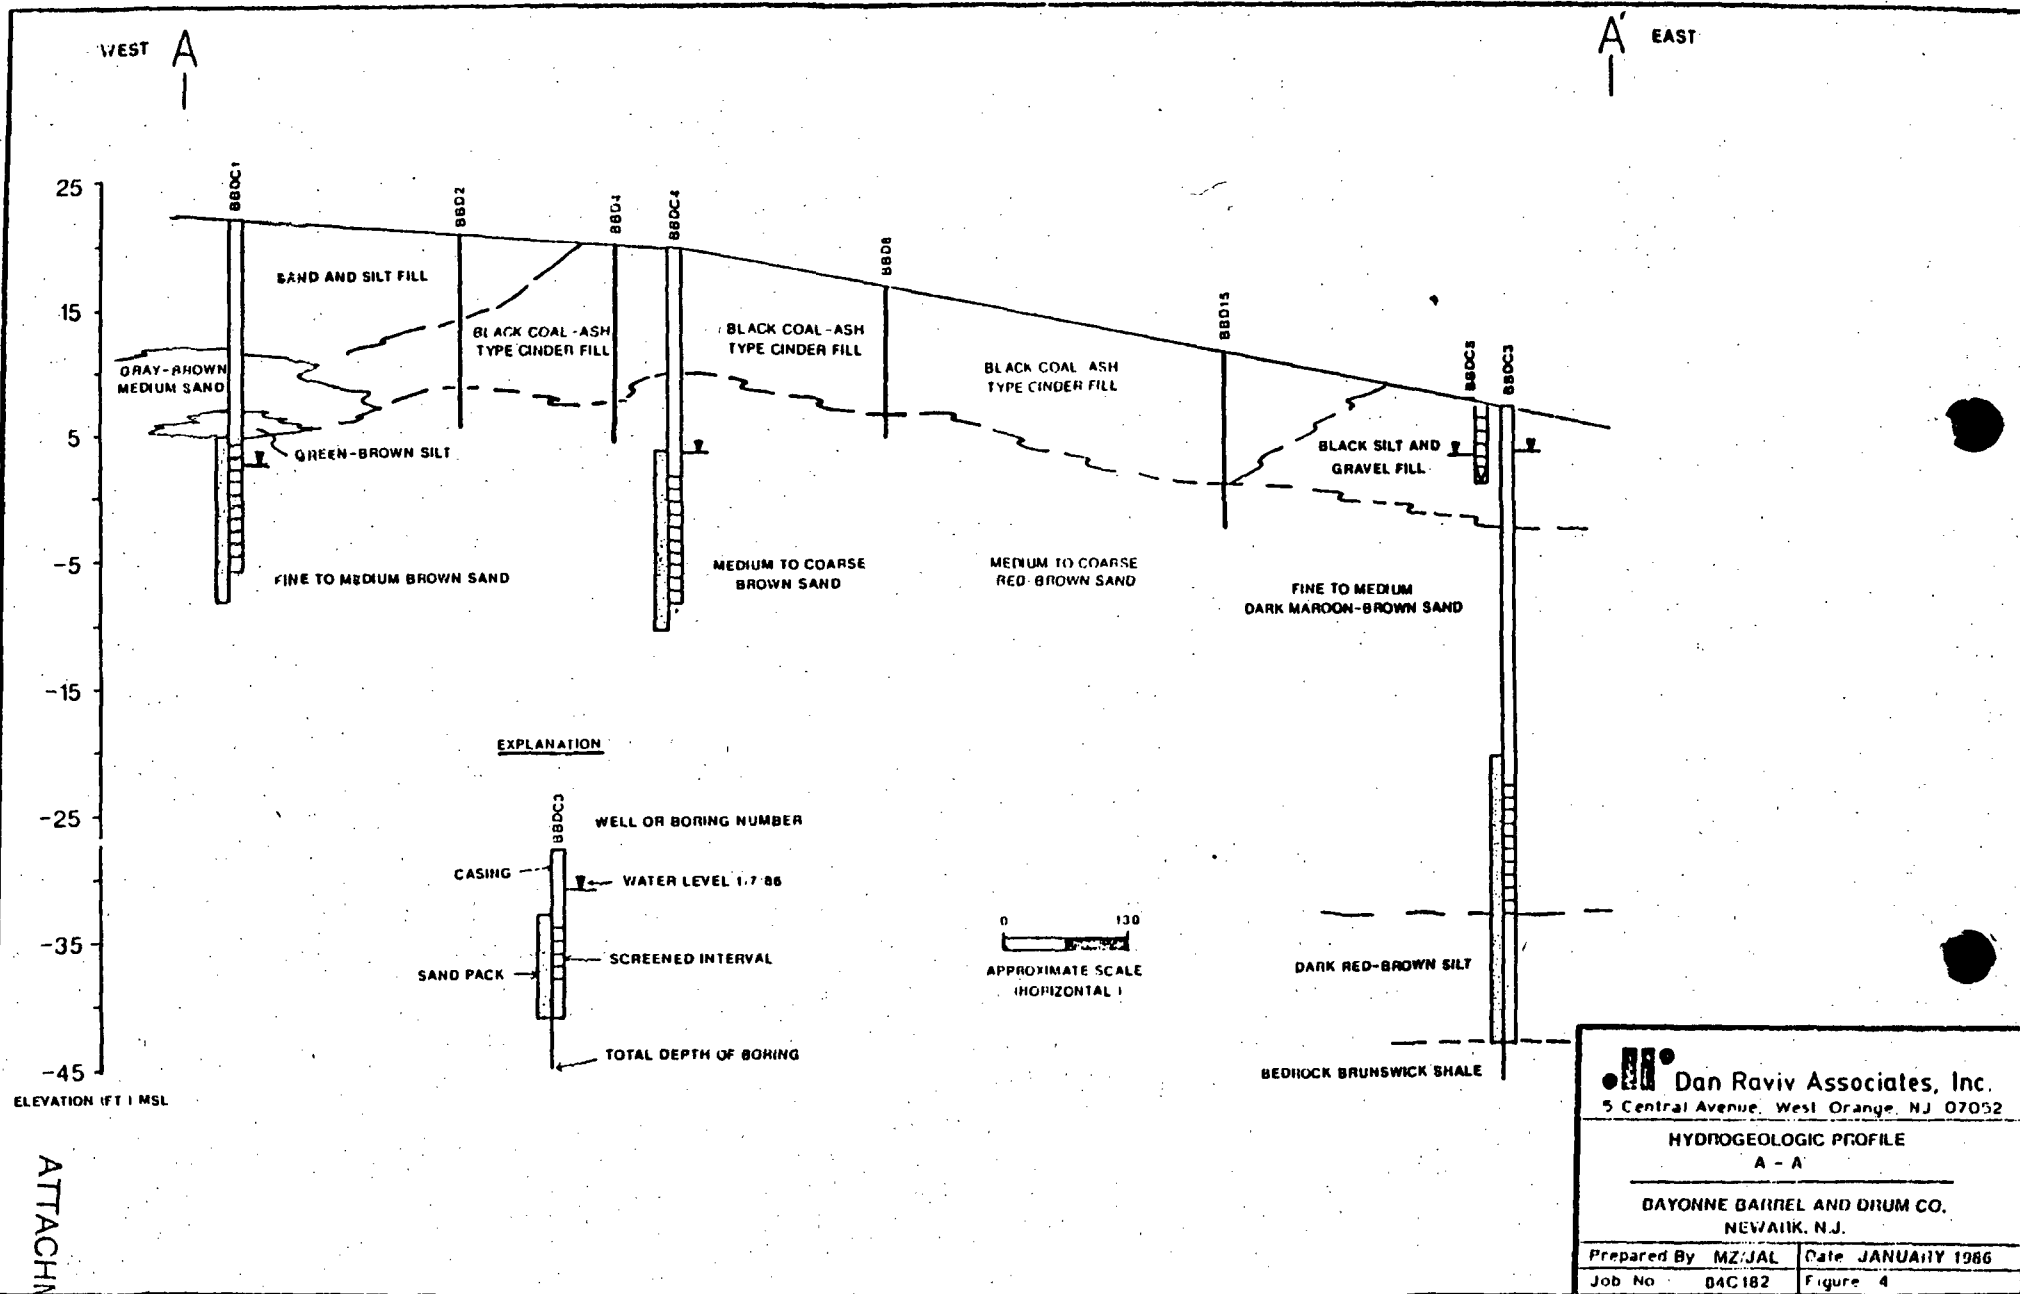 WEST A
A' EAST
BBDC1
BBD2
BBD4
BBDC4
BBD8
BBD15
BBDC5
BBDC3
25
15
5
-5
-15
-25
-35
-45
ELEVATION (FT) MSL
SAND AND SILT FILL
BLACK COAL-ASH
TYPE CINDER FILL
BLACK COAL-ASH
TYPE CINDER FILL
BLACK COAL ASH
TYPE CINDER FILL
GRAY-BROWN
MEDIUM SAND
GREEN-BROWN SILT
BLACK SILT AND
GRAVEL FILL
FINE TO MEDIUM BROWN SAND
MEDIUM TO COARSE
BROWN SAND
MEDIUM TO COARSE
RED-BROWN SAND
FINE TO MEDIUM
DARK MAROON-BROWN SAND
DARK RED-BROWN SILT
BEDROCK BRUNSWICK SHALE
EXPLANATION
BBDC3
WELL OR BORING NUMBER
CASING
WATER LEVEL 1-7-86
SCREENED INTERVAL
SAND PACK
TOTAL DEPTH OF BORING
0 130
APPROXIMATE SCALE
(HORIZONTAL)
Dan Raviv Associates, Inc.
5 Central Avenue, West Orange, NJ 07052
HYDROGEOLOGIC PROFILE
A - A'
BAYONNE BARREL AND DRUM CO.
NEWARK, N.J.
Prepared By MZ/JAL Date JANUARY 1986
Job No 84C182 Figure 4